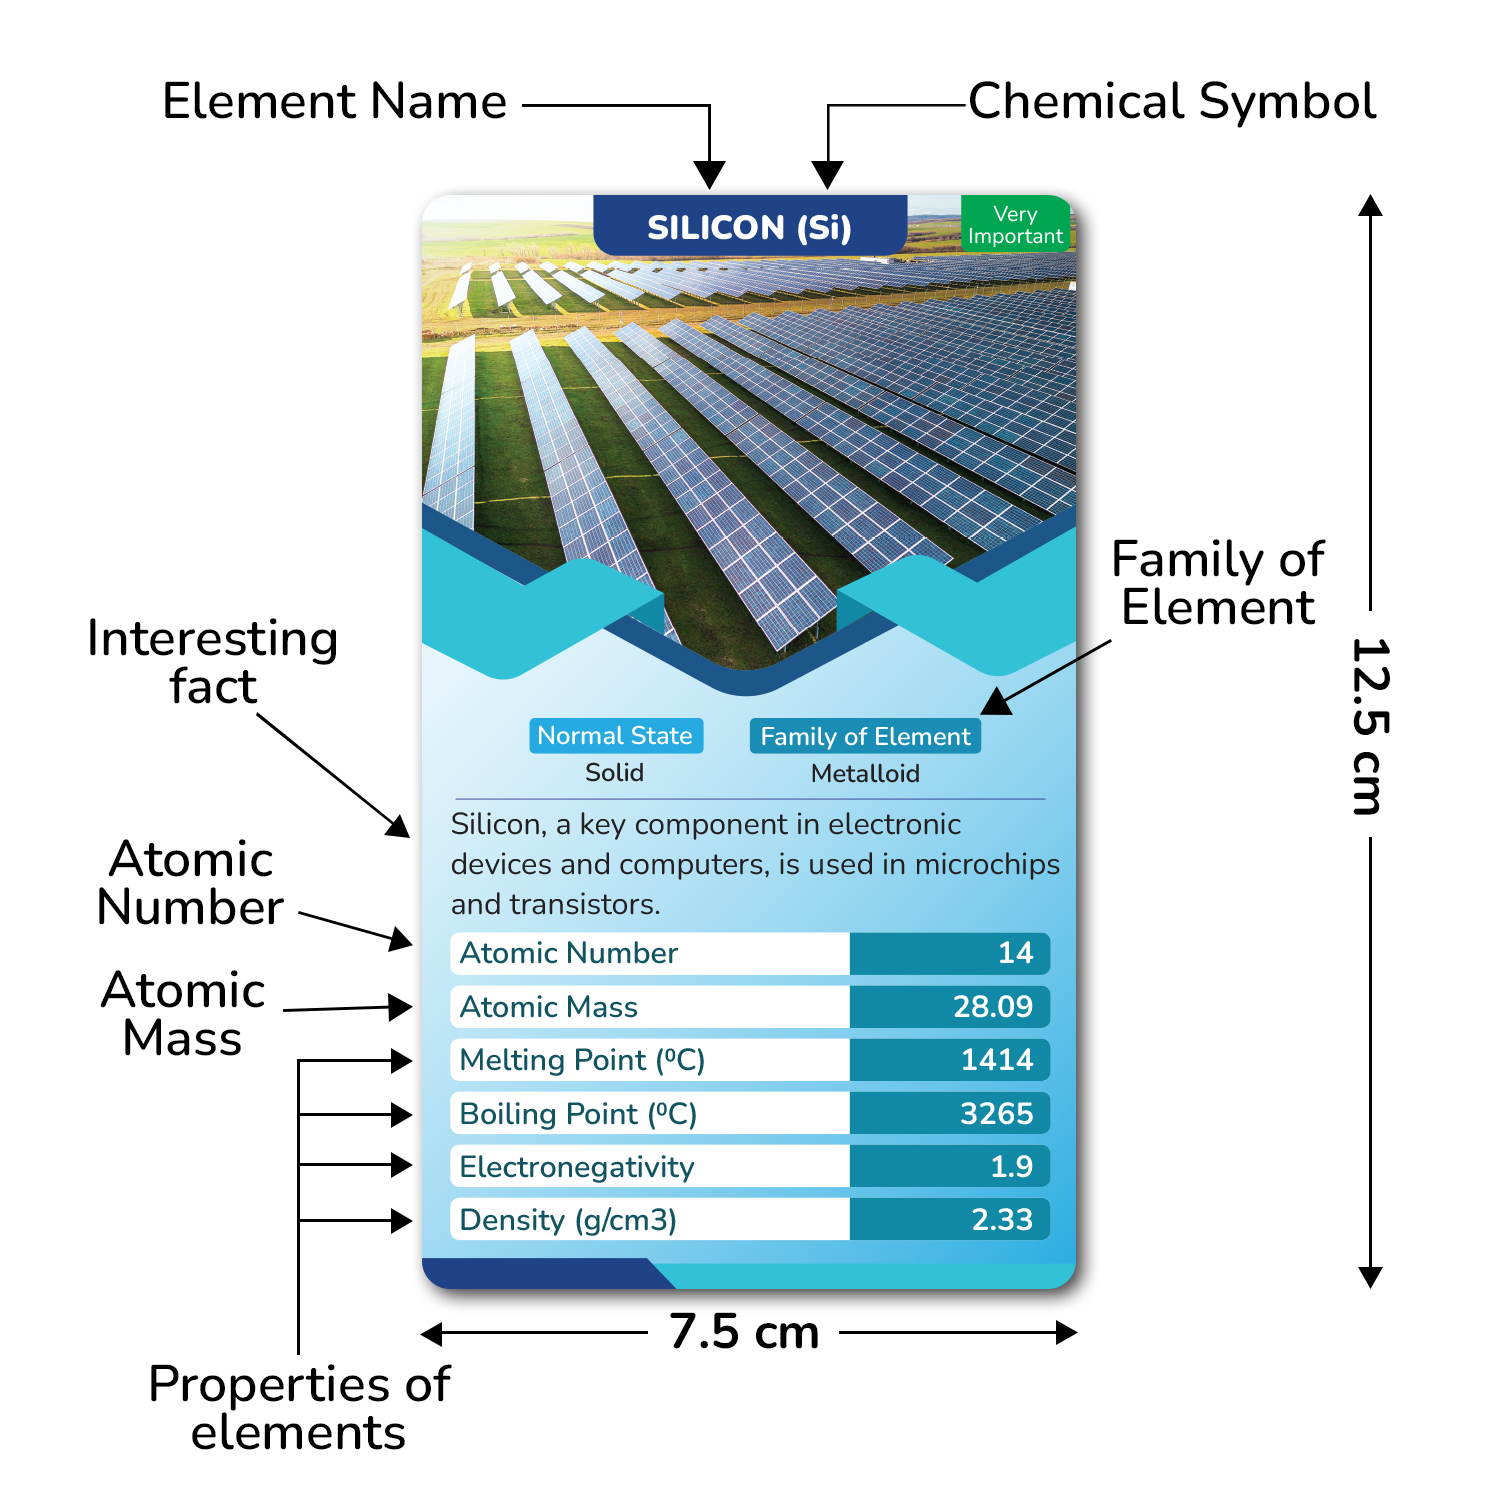 Element Name
Chemical Symbol
SILICON (Si)
Very
Important
12.5 cm
Family of
Element
Interesting
fact
Normal State
Family of Element
Solid
Metalloid
Silicon, a key component in electronic
devices and computers, is used in microchips
and transistors.
Atomic
Number
Atomic Number 14
Atomic
Mass
Atomic Mass 28.09
Melting Point (⁰C) 1414
Boiling Point (⁰C) 3265
Electronegativity 1.9
Density (g/cm3) 2.33
7.5 cm
Properties of
elements